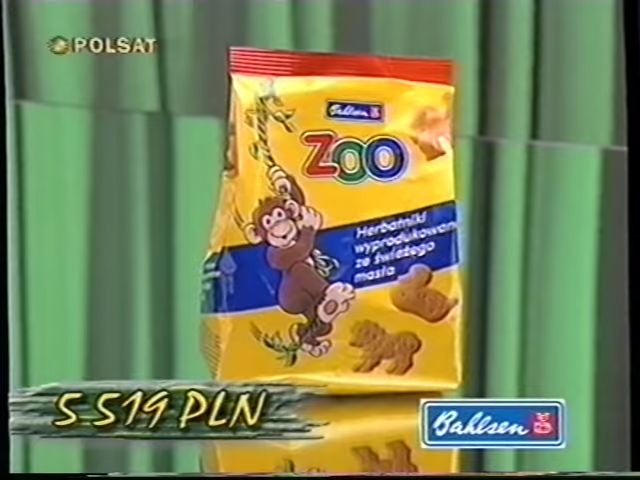 POLSAT
Bahlsen
ZOO
Herbatniki
wyprodukowan
ze świeżego
masła
5.519 PLN
Bahlsen